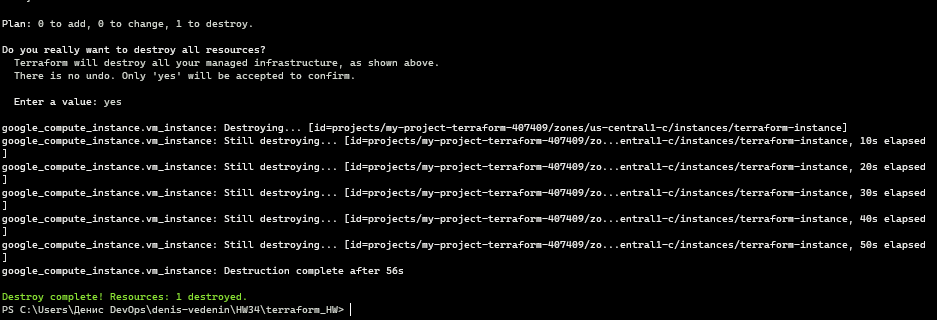 Plan: 0 to add, 0 to change, 1 to destroy.
Do you really want to destroy all resources?
Terraform will destroy all your managed infrastructure, as shown above.
There is no undo. Only 'yes' will be accepted to confirm.
Enter a value: yes
google_compute_instance.vm_instance: Destroying... [id=projects/my-project-terraform-407409/zones/us-central1-c/instances/terraform-instance]
google_compute_instance.vm_instance: Still destroying... [id=projects/my-project-terraform-407409/zo...entral1-c/instances/terraform-instance, 10s elapsed
]
google_compute_instance.vm_instance: Still destroying... [id=projects/my-project-terraform-407409/zo...entral1-c/instances/terraform-instance, 20s elapsed
]
google_compute_instance.vm_instance: Still destroying... [id=projects/my-project-terraform-407409/zo...entral1-c/instances/terraform-instance, 30s elapsed
]
google_compute_instance.vm_instance: Still destroying... [id=projects/my-project-terraform-407409/zo...entral1-c/instances/terraform-instance, 40s elapsed
]
google_compute_instance.vm_instance: Still destroying... [id=projects/my-project-terraform-407409/zo...entral1-c/instances/terraform-instance, 50s elapsed
]
google_compute_instance.vm_instance: Destruction complete after 56s
Destroy complete! Resources: 1 destroyed.
PS C:\Users\Денис DevOps\denis-vedenin\HW34\terraform_HW>